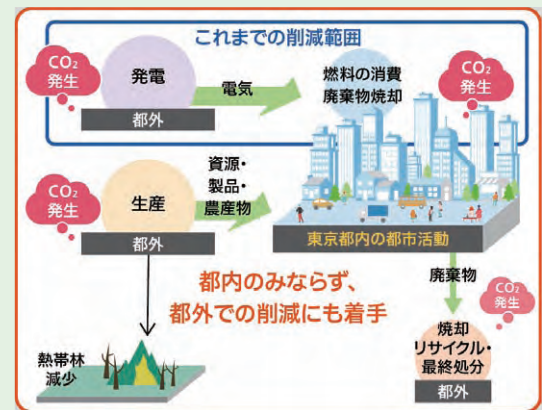 これまでの削減範囲
CO2
発生
発電
都外
電気
燃料の消費
廃棄物焼却
CO2
発生
CO2
発生
生産
都外
資源・
製品・
農産物
東京都内の都市活動
都内のみならず、
都外での削減にも着手
廃棄物
CO2
発生
熱帯林
減少
焼却
リサイクル・
最終処分
都外